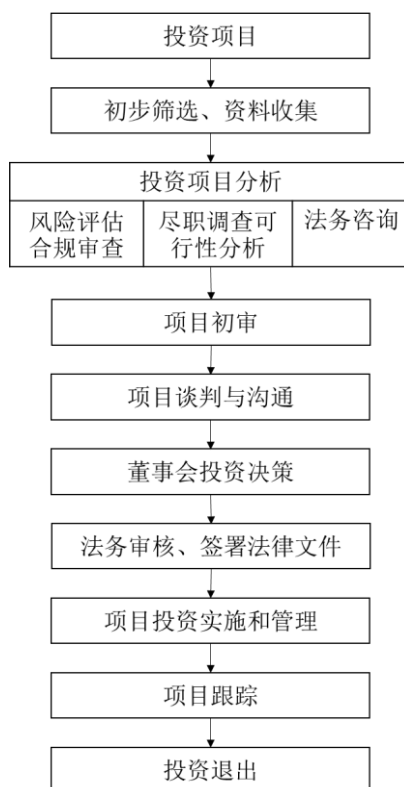 投资项目
初步筛选、资料收集
投资项目分析
风险评估
合规审查
尽职调查可
行性分析
法务咨询
项目初审
项目谈判与沟通
董事会投资决策
法务审核、签署法律文件
项目投资实施和管理
项目跟踪
投资退出